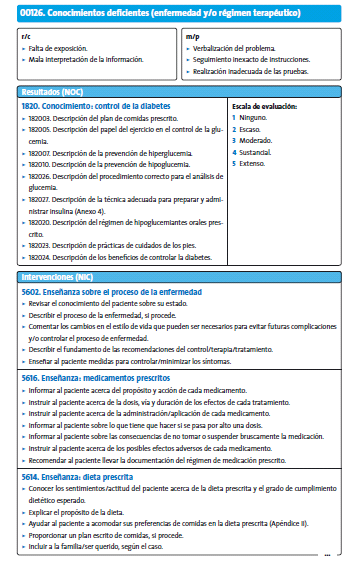 00126. Conocimientos deficientes (enfermedad y/o régimen terapéutico)
r/c
▸ Falta de exposición.
▸ Mala interpretación de la información.
m/p
▸ Verbalización del problema.
▸ Seguimiento inexacto de instrucciones.
▸ Realización inadecuada de las pruebas.
Resultados (NOC)
1820. Conocimiento: control de la diabetes
▸ 182003. Descripción del plan de comidas prescrito.
▸ 182005. Descripción del papel del ejercicio en el control de la glu-
cemia.
▸ 182007. Descripción de la prevención de hiperglucemia.
▸ 182010. Descripción de la prevención de hipoglucemia.
▸ 182026. Descripción del procedimiento correcto para el análisis de
glucemia.
▸ 182027. Descripción de la técnica adecuada para preparar y admi-
nistrar insulina (Anexo 4).
▸ 182020. Descripción del régimen de hipoglucemiantes orales pres-
crito.
▸ 182023. Descripción de prácticas de cuidados de los pies.
▸ 182024. Descripción de los beneficios de controlar la diabetes.
Escala de evaluación:
1 Ninguno.
2 Escaso.
3 Moderado.
4 Sustancial.
5 Extenso.
Intervenciones (NIC)
5602. Enseñanza sobre el proceso de la enfermedad
▸ Revisar el conocimiento del paciente sobre su estado.
▸ Describir el proceso de la enfermedad, si procede.
▸ Comentar los cambios en el estilo de vida que pueden ser necesarios para evitar futuras complicaciones
y/o controlar el proceso de enfermedad.
▸ Describir el fundamento de las recomendaciones del control/terapia/tratamiento.
▸ Enseñar al paciente medidas para controlar/minimizar los síntomas.
5616. Enseñanza: medicamentos prescritos
▸ Informar al paciente acerca del propósito y acción de cada medicamento.
▸ Instruir al paciente acerca de la dosis, vía y duración de los efectos de cada tratamiento.
▸ Instruir al paciente acerca de la administración/aplicación de cada medicamento.
▸ Informar al paciente sobre lo que tiene que hacer si se pasa por alto una dosis.
▸ Informar al paciente sobre las consecuencias de no tomar o suspender bruscamente la medicación.
▸ Instruir al paciente acerca de los posibles efectos adversos de cada medicamento.
▸ Recomendar al paciente llevar la documentación del régimen de medicación prescrito.
5614. Enseñanza: dieta prescrita
▸ Conocer los sentimientos/actitud del paciente acerca de la dieta prescrita y el grado de cumplimiento
dietético esperado.
▸ Explicar el propósito de la dieta.
▸ Ayudar al paciente a acomodar sus preferencias de comidas en la dieta prescrita (Apéndice II).
▸ Proporcionar un plan escrito de comidas, si procede.
▸ Incluir a la familia/ser querido, según el caso.
...